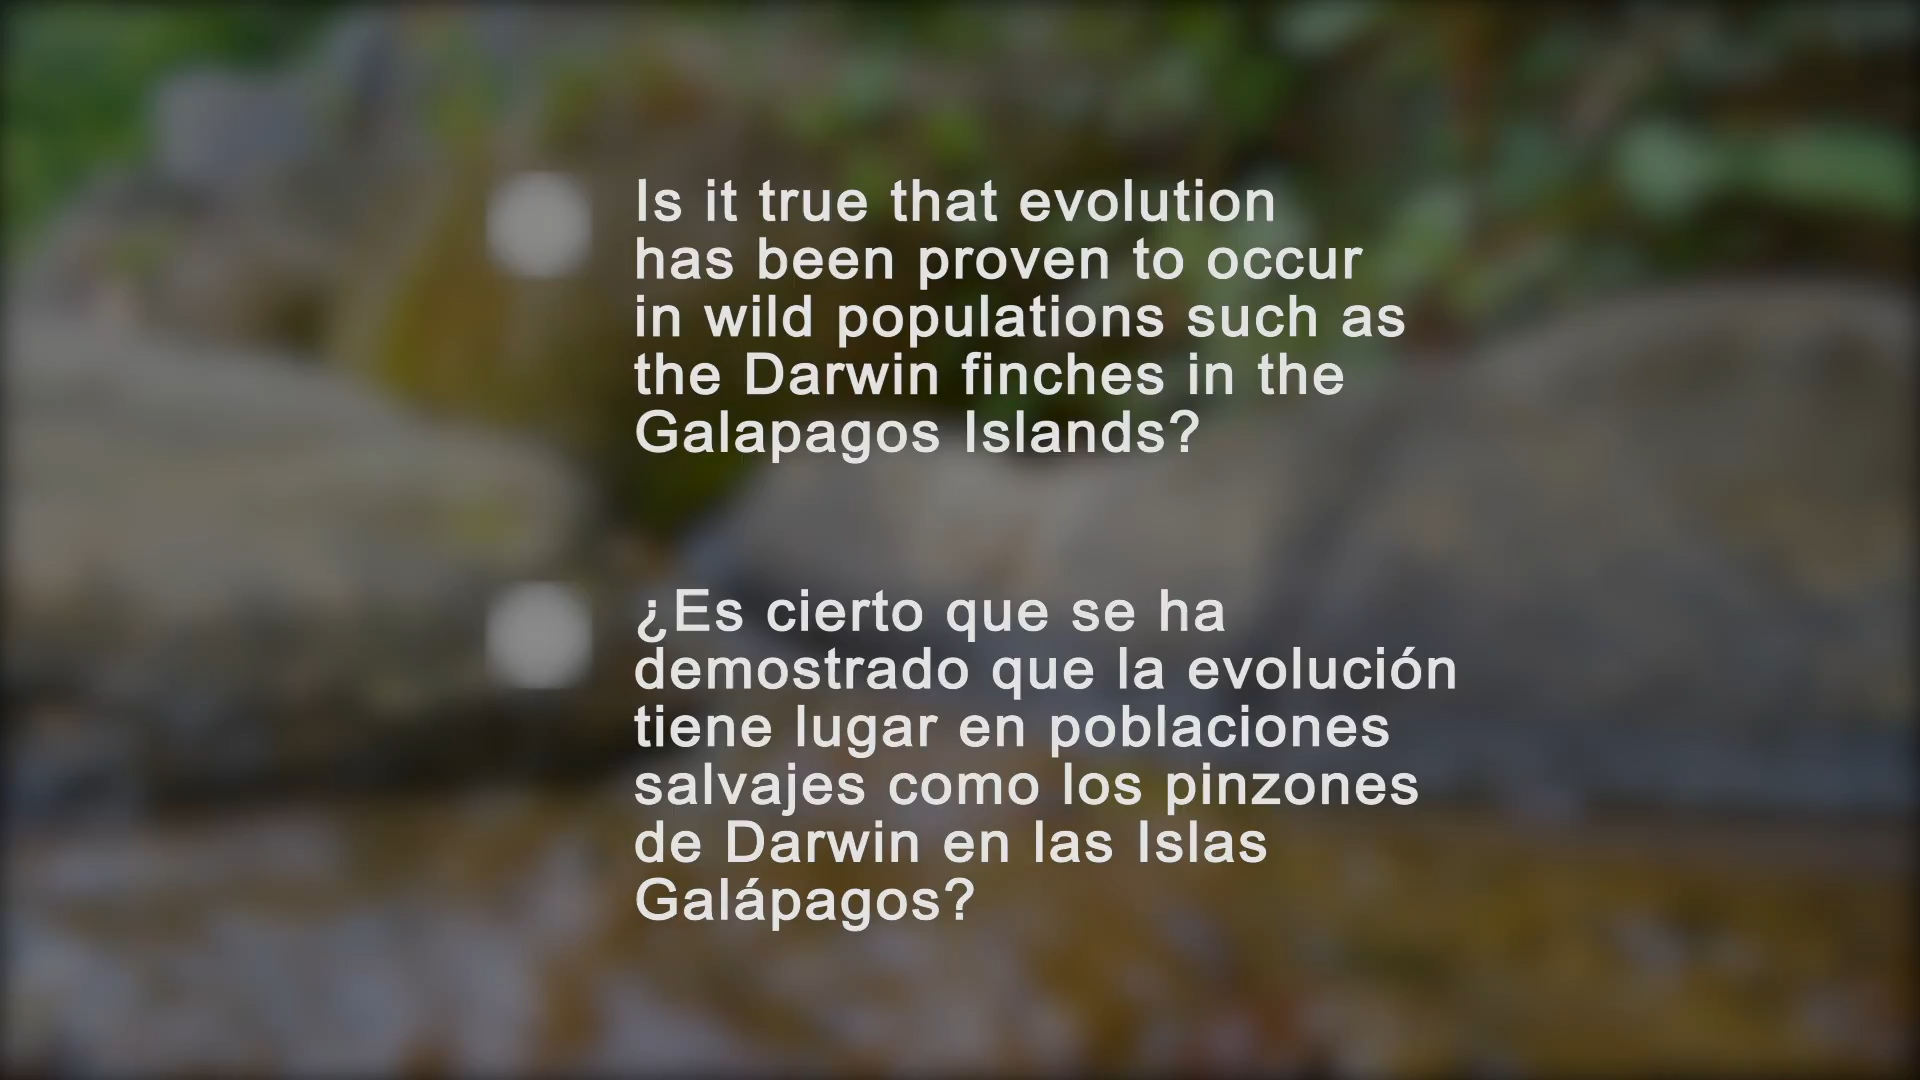 Is it true that evolution
has been proven to occur
in wild populations such as
the Darwin finches in the
Galapagos Islands?
¿Es cierto que se ha
demostrado que la evolución
tiene lugar en poblaciones
salvajes como los pinzones
de Darwin en las Islas
Galápagos?